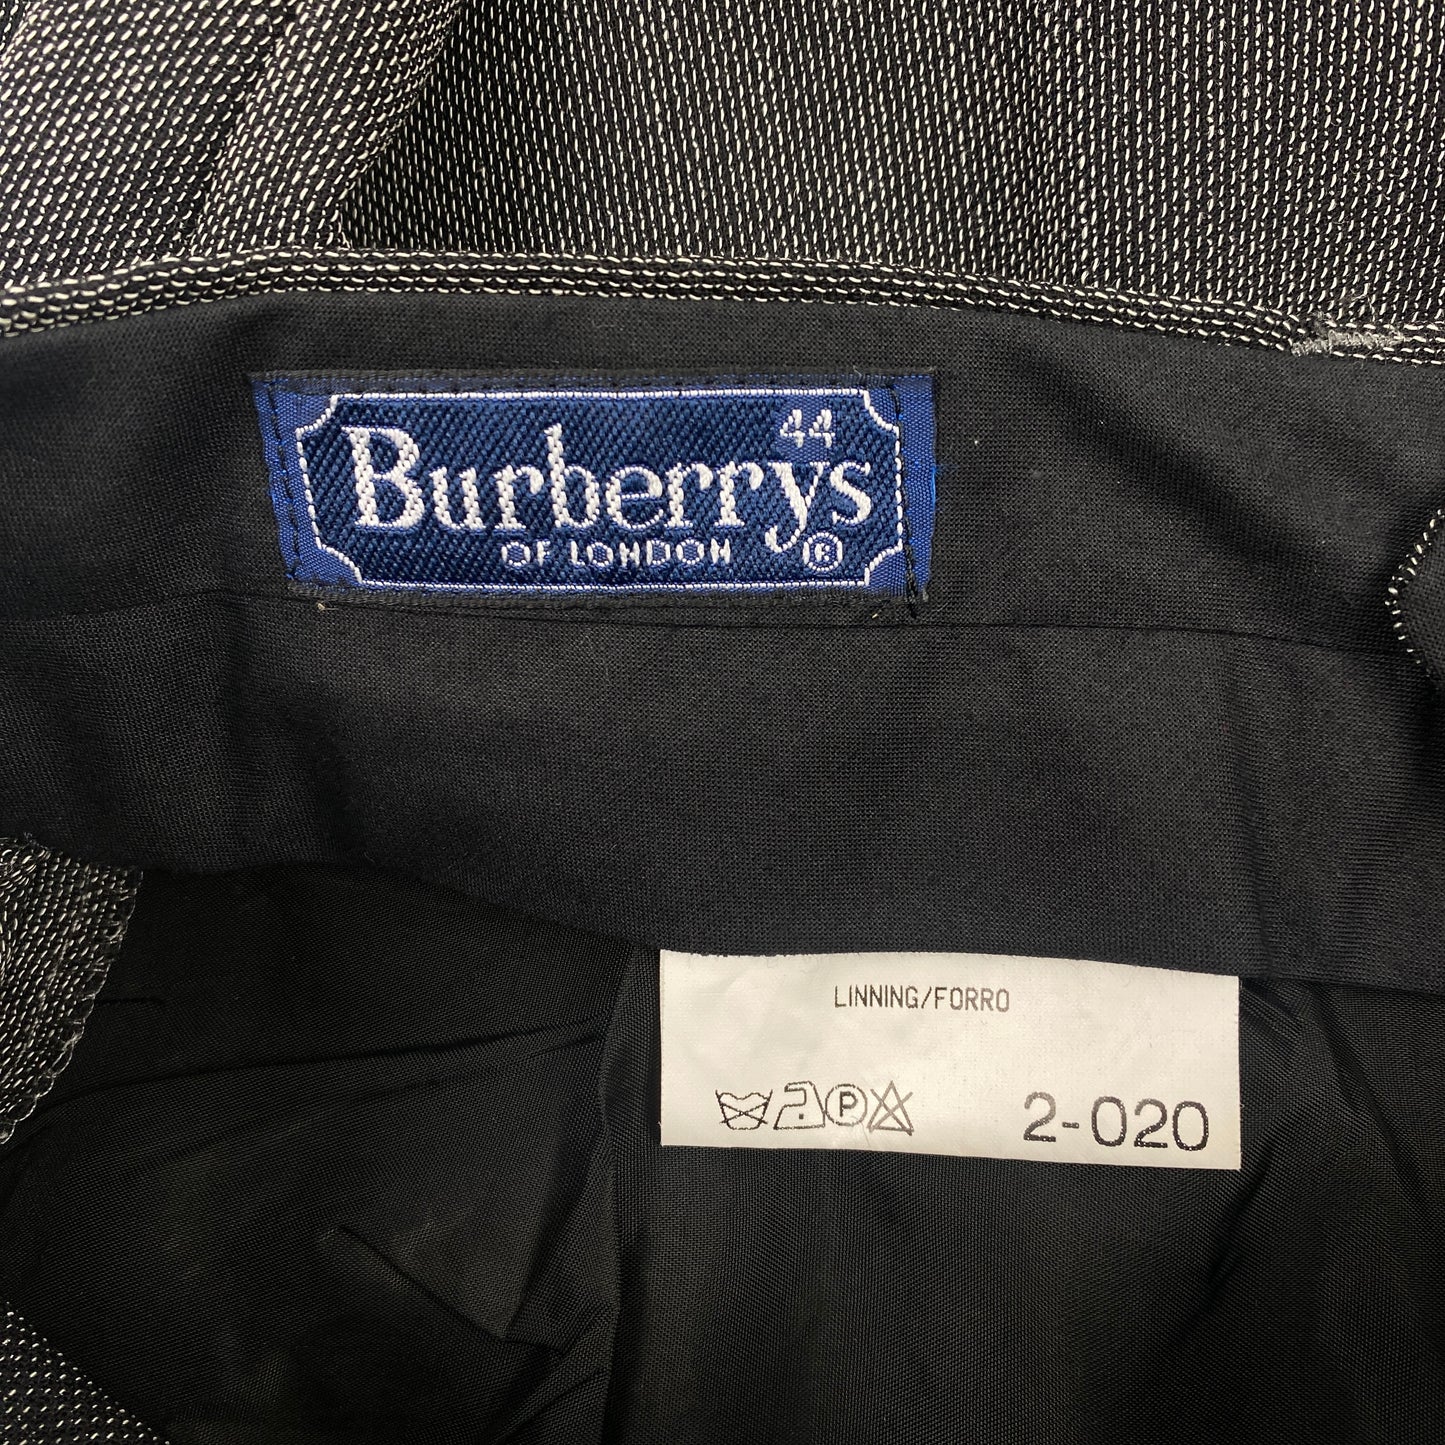 44
Burberrys
OF LONDON ®
LINNING/FORRO
P 2-020